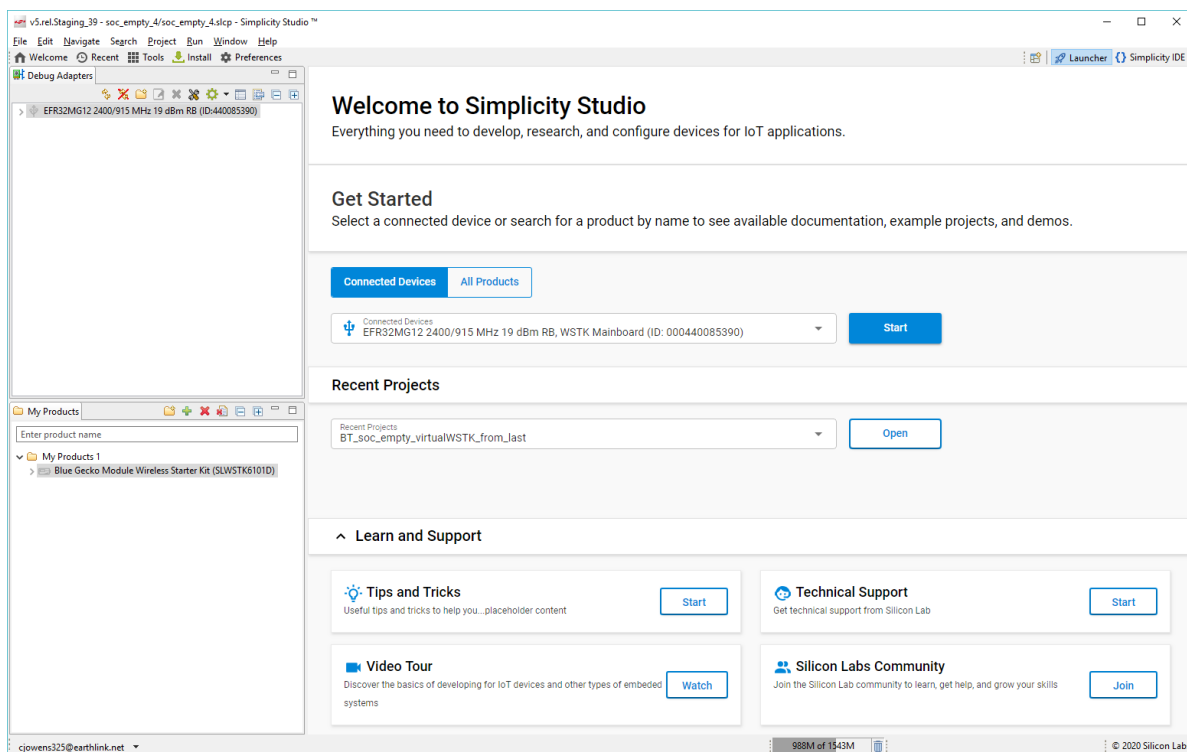 v5.rel.Staging_39 - soc_empty_4/soc_empty_4.slcp - Simplicity Studio ™
File Edit Navigate Search Project Run Window Help
Welcome Recent Tools Install Preferences
Launcher Simplicity IDE
Debug Adapters
EFR32MG12 2400/915 MHz 19 dBm RB (ID:440085390)
Welcome to Simplicity Studio
Everything you need to develop, research, and configure devices for IoT applications.
Get Started
Select a connected device or search for a product by name to see available documentation, example projects, and demos.
Connected Devices All Products
Connected Devices
EFR32MG12 2400/915 MHz 19 dBm RB, WSTK Mainboard (ID: 000440085390)
Start
Recent Projects
Recent Projects
BT_soc_empty_virtualWSTK_from_last
Open
My Products
Enter product name
My Products 1
Blue Gecko Module Wireless Starter Kit (SLWSTK6101D)
Learn and Support
Tips and Tricks
Useful tips and tricks to help you...placeholder content
Start
Technical Support
Get technical support from Silicon Lab
Start
Video Tour
Discover the basics of developing for IoT devices and other types of embeded
systems
Watch
Silicon Labs Community
Join the Silicon Lab community to learn, get help, and grow your skills
Join
cjowens325@earthlink.net
988M of 1543M
© 2020 Silicon Lab